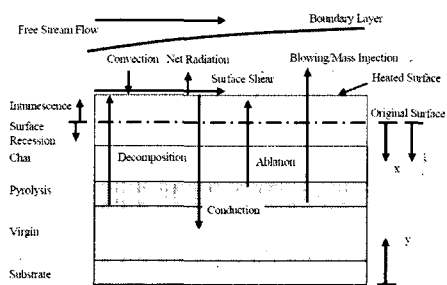 Boundary Layer
Free Stream Flow
Convection
Net Radiation
Blowing/Mass Injection
Surface Shear
Heated Surface
Intumescence
Original Surface
Surface
Recession
Char
Decomposition
Ablation
x
Pyrolysis
Conduction
Virgin
y
Substrate